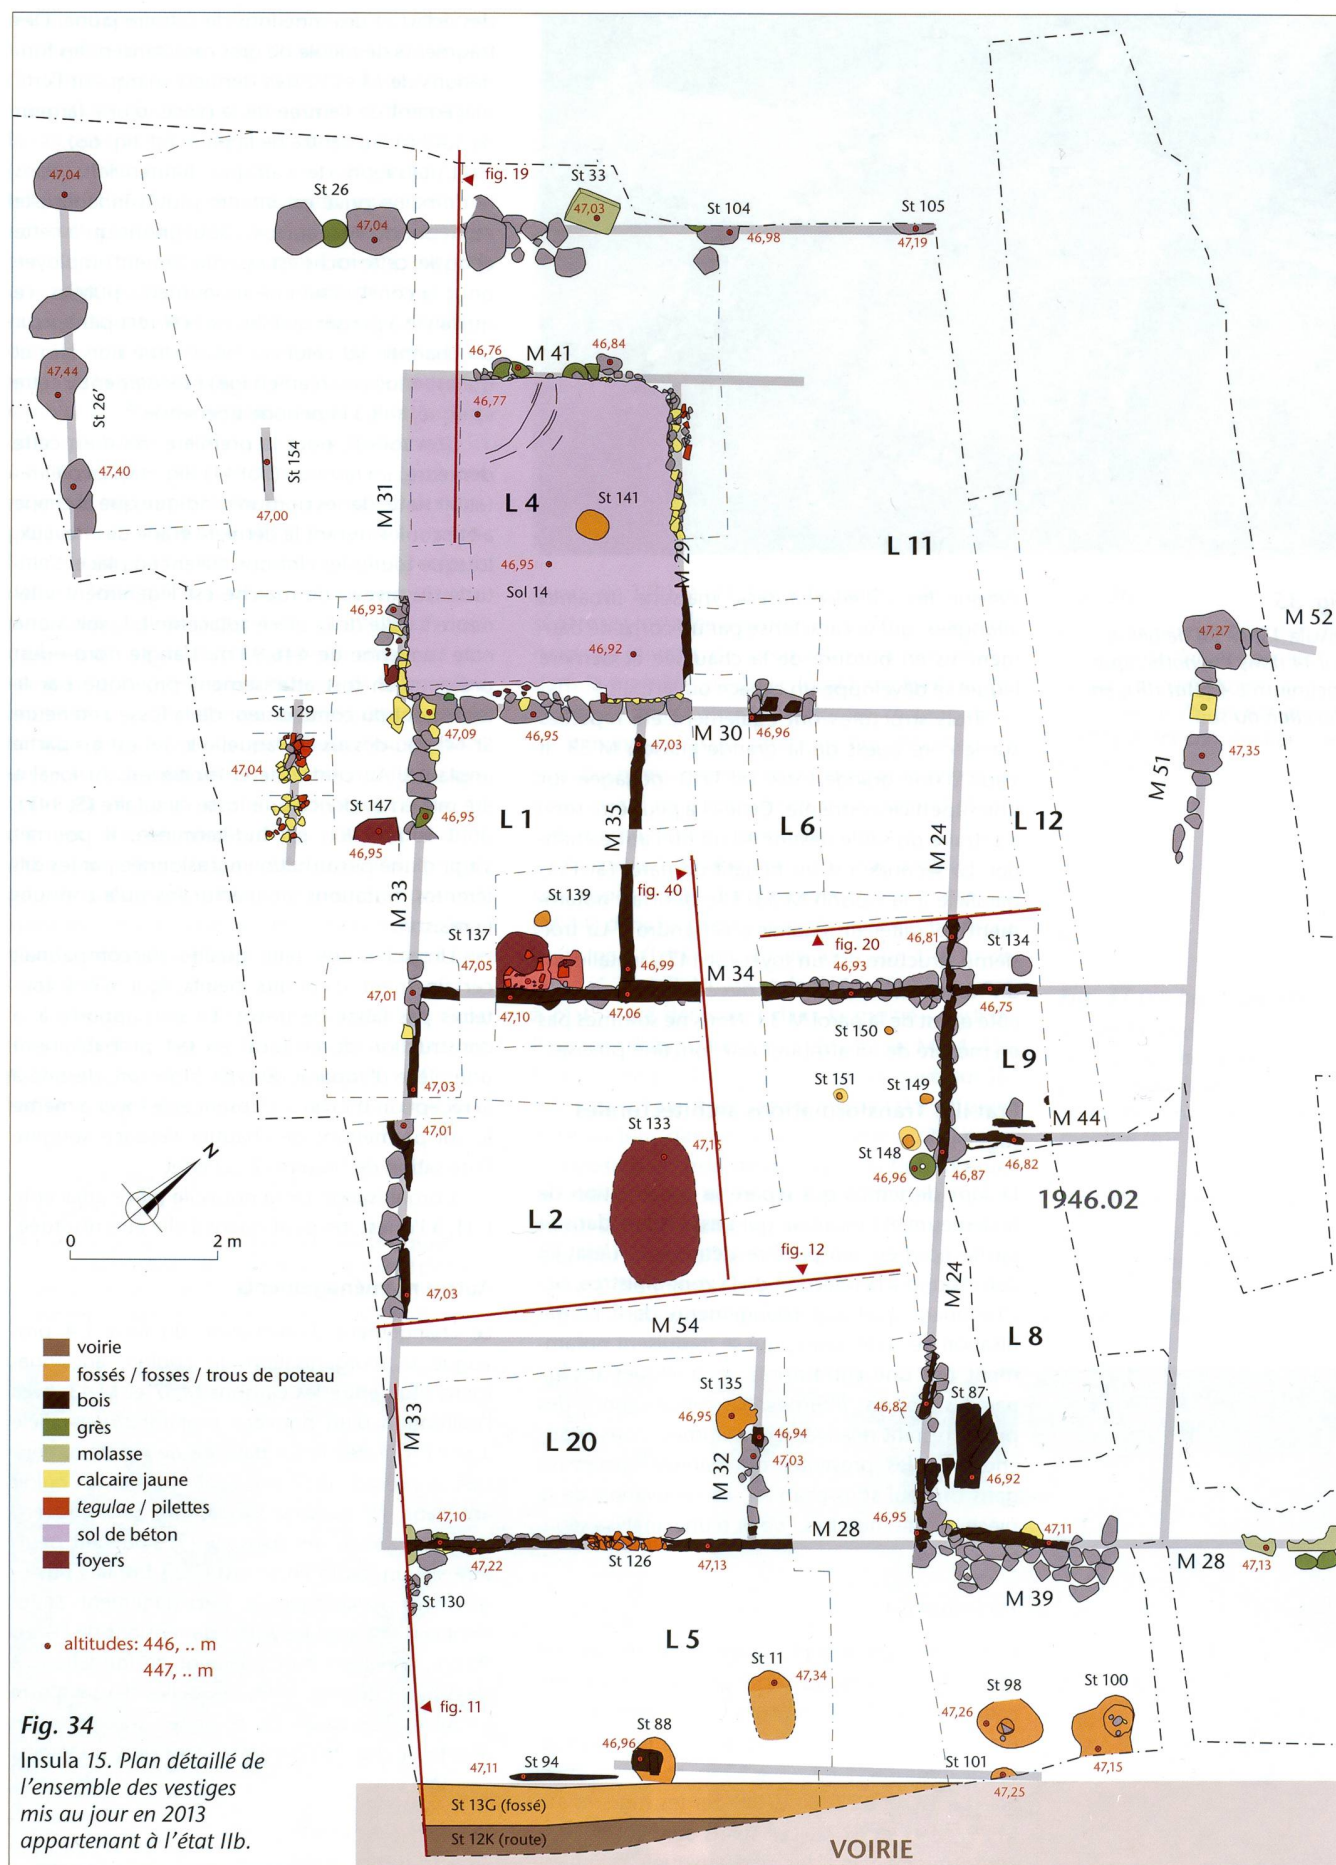 47,04
St 26
47,04
fig. 19
St 33
47,03
St 104
46,98
St 105
47,19
46,76
M 41
46,84
47,44
St 26
46,77
47,40
St 154
47,00
M 31
L 4
St 141
L 11
46,95
Sol 14
M 29
46,93
46,92
47,27
M 52
St 129
47,09
46,95
47,03
M 30
46,96
47,04
M 51
47,35
St 147
46,95
46,95
L 1
M 35
L 6
M 24
L 12
M 33
St 139
fig. 40
St 137
fig. 20
46,81
St 134
47,05
46,99
M 34
46,93
47,01
47,10
47,06
46,75
St 150
L 9
47,03
St 151
St 149
M 44
47,01
St 133
47,15
St 148
46,96
46,87
46,82
N
L 2
1946.02
0 2 m
fig. 12
M 24
47,03
M 54
L 8
voirie
fossés / fosses / trous de poteau
bois
grès
molasse
calcaire jaune
tegulae / pilettes
sol de béton
foyers
St 135
46,95
46,82
St 87
M 33
L 20
46,94
47,03
M 32
46,92
47,10
46,95
47,11
M 28
47,22
St 126
47,13
M 28
47,13
St 130
M 39
altitudes: 446, .. m
447, .. m
L 5
St 11
47,34
fig. 11
St 98
St 100
47,26
Fig. 34
Insula 15. Plan détaillé de
l'ensemble des vestiges
mis au jour en 2013
appartenant à l'état IIb.
St 88
46,96
47,11
St 94
St 101
47,15
47,25
St 13G (fossé)
St 12K (route)
VOIRIE